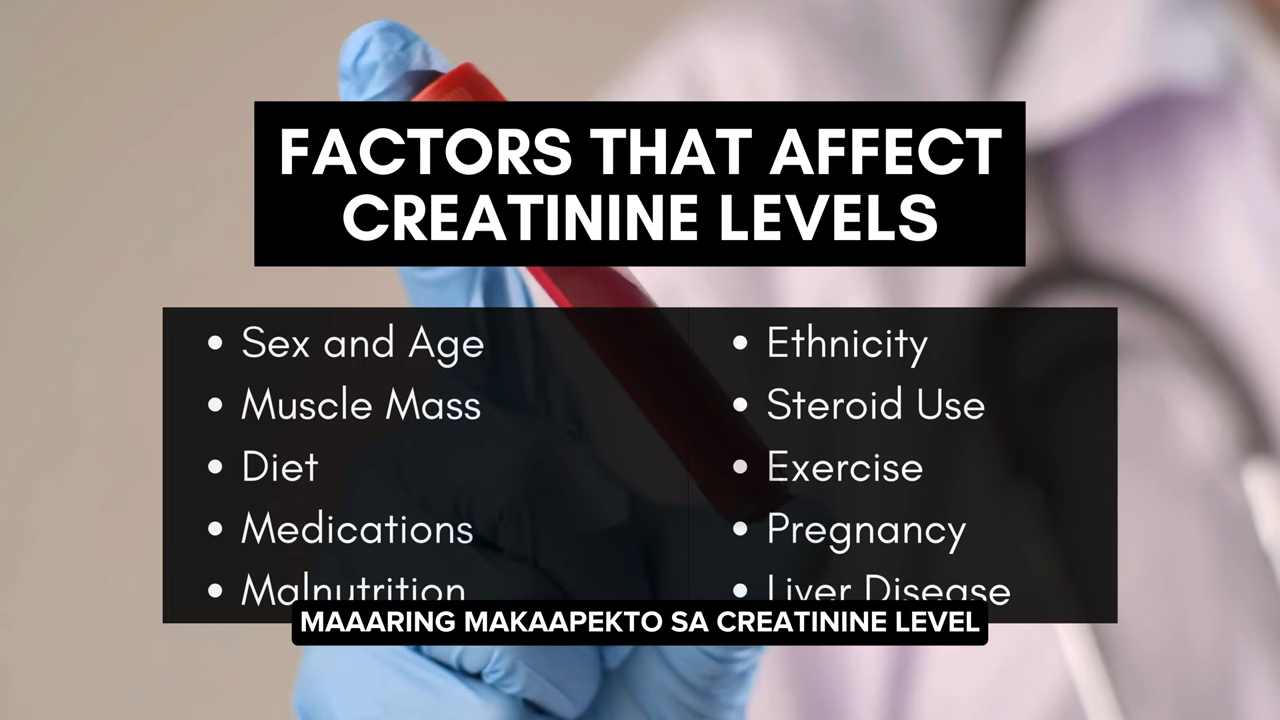 FACTORS THAT AFFECT
CREATININE LEVELS
Sex and Age
Muscle Mass
Diet
Medications
Malnutrition
Ethnicity
Steroid Use
Exercise
Pregnancy
Liver Disease
MAAARING MAKAAPEKTO SA CREATININE LEVEL